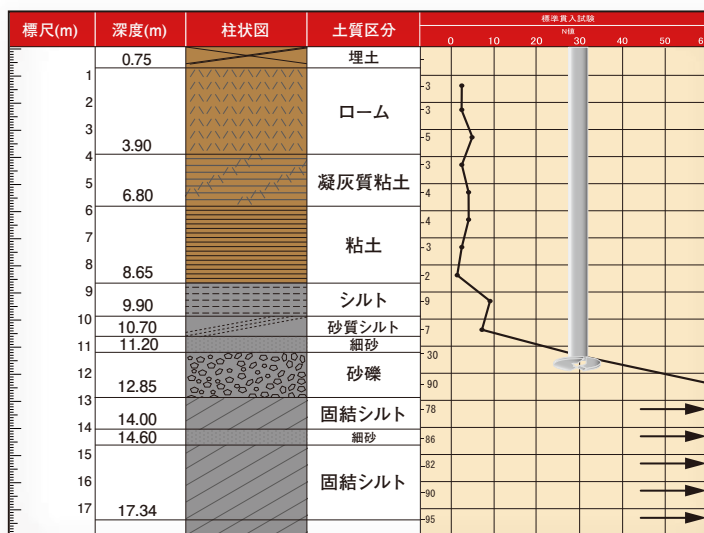 標尺(m) 深度(m) 柱状図 土質区分 標準貫入試験
N値
0 10 20 30 40 50 6
0.75 埋土
1
3
2 3
ローム
3 5
3.90
4 3
凝灰質粘土
5 4
6.80
6 4
7 粘土 3
8 2
8.65
9 シルト 9
9.90
10 7
10.70 砂質シルト
11 11.20 細砂 30
12 砂礫 90
12.85
13 78
固結シルト
14.00
14 86
14.60 細砂
15 82
16 固結シルト 90
17 17.34 95